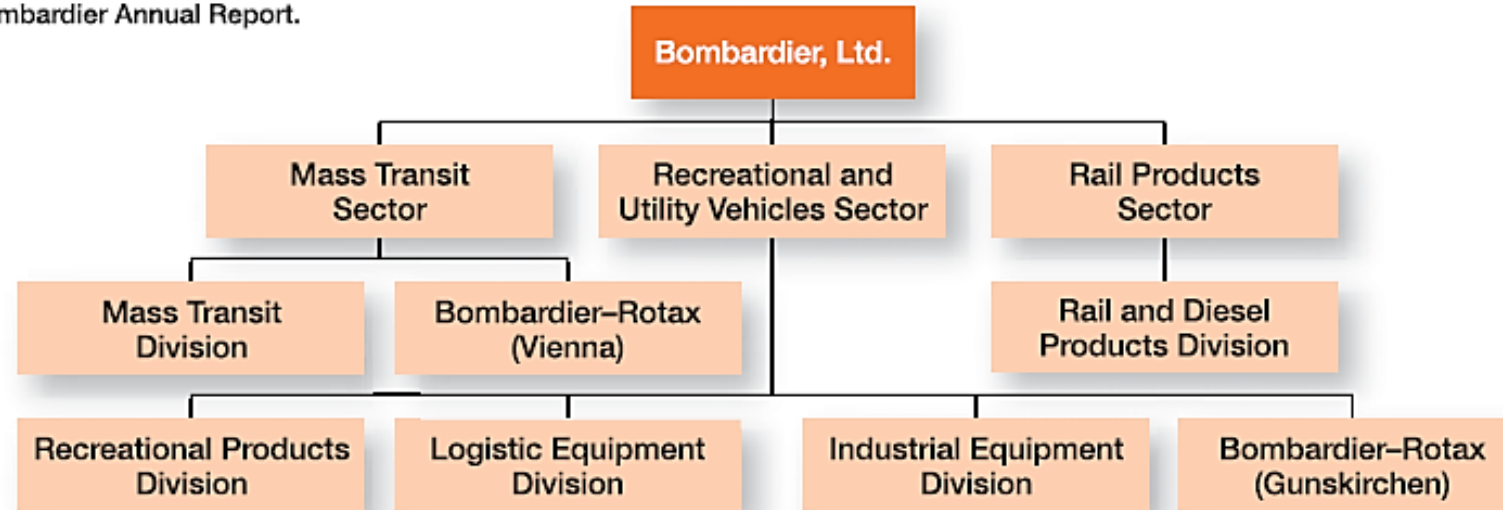 mbardier Annual Report.
Bombardier, Ltd.
Mass Transit
Sector
Recreational and
Utility Vehicles Sector
Rail Products
Sector
Mass Transit
Division
Bombardier–Rotax
(Vienna)
Rail and Diesel
Products Division
Recreational Products
Division
Logistic Equipment
Division
Industrial Equipment
Division
Bombardier–Rotax
(Gunskirchen)